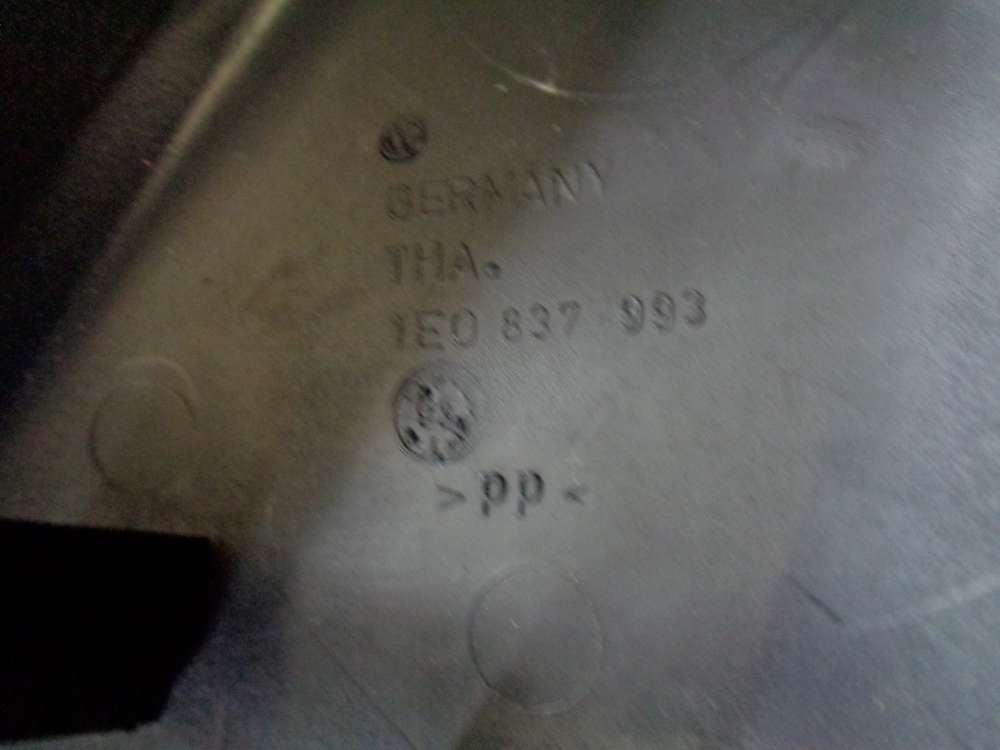 GERMANY
THA.
1E0 837 993
>PP<